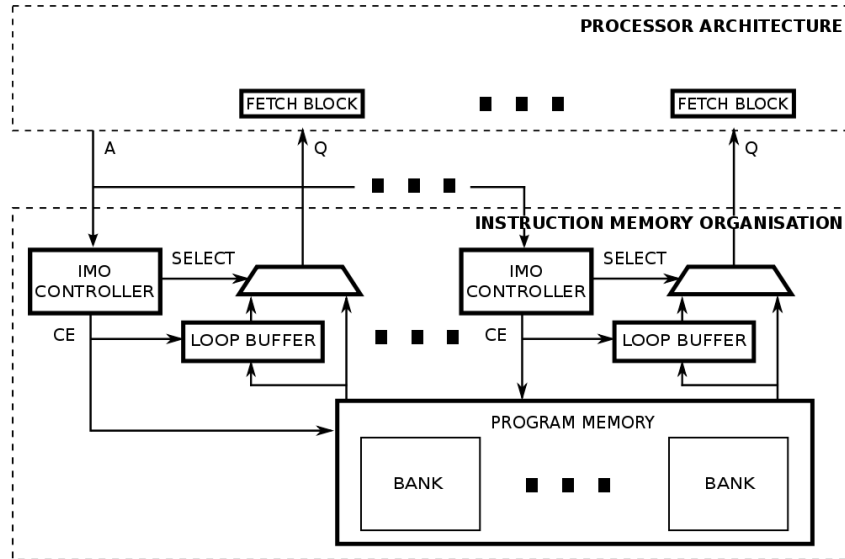 PROCESSOR ARCHITECTURE
FETCH BLOCK
FETCH BLOCK
A
Q
Q
INSTRUCTION MEMORY ORGANISATION
IMO
CONTROLLER
SELECT
IMO
CONTROLLER
SELECT
CE
LOOP BUFFER
CE
LOOP BUFFER
PROGRAM MEMORY
BANK
BANK